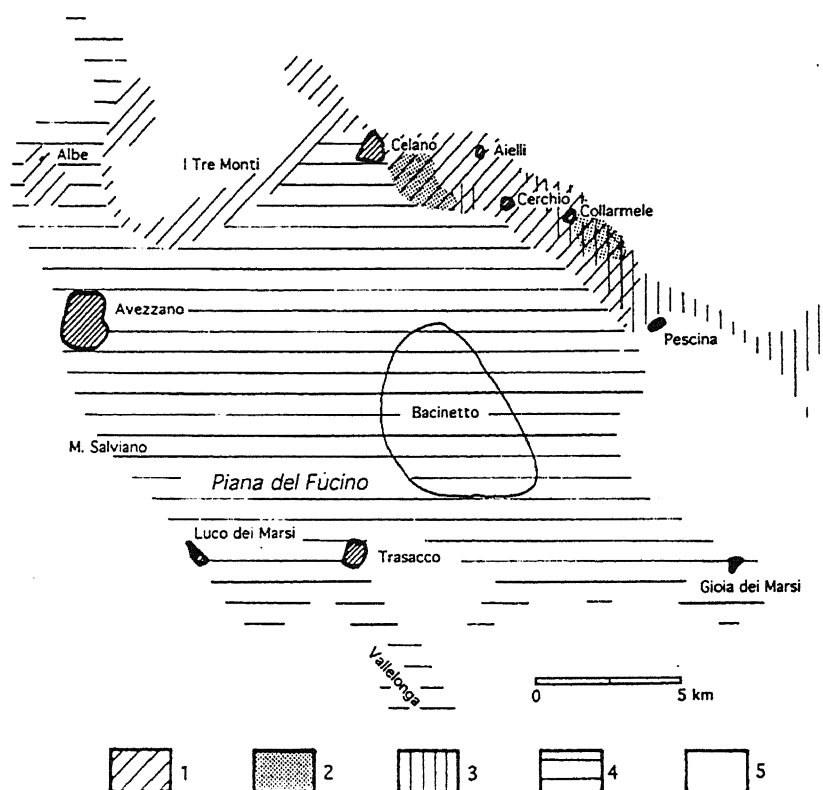 Celano
Aielli
Albe
I Tre Monti
Cerchio
Collarmele
Avezzano
Pescina
Bacinetto
M. Salviano
Piana del Fucino
Luco dei Marsi
Trasacco
Gioia dei Marsi
Vallelonga
0 5 km
1 2 3 4 5